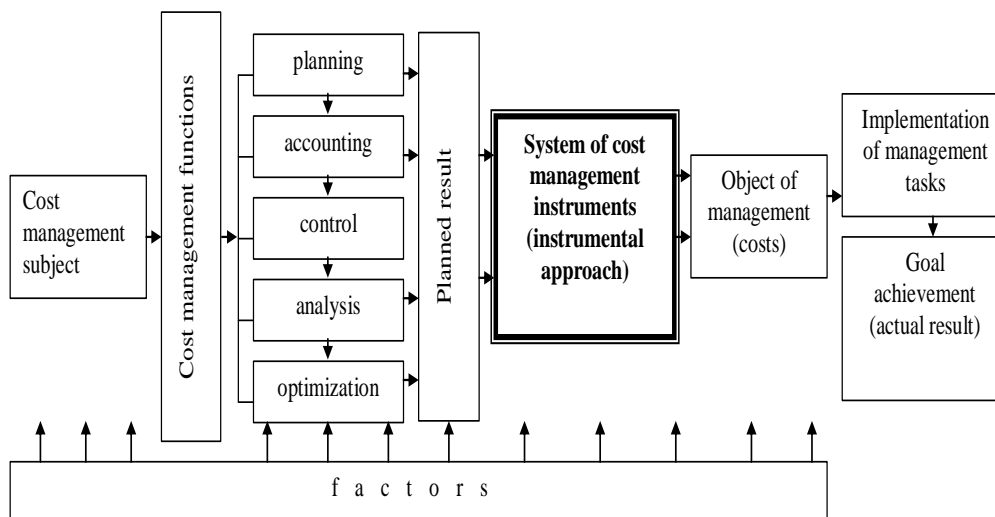 Cost
management
subject
Cost management functions
planning
accounting
control
analysis
optimization
Planned result
System of cost
management
instruments
(instrumental
approach)
Object of
management
(costs)
Implementation
of management
tasks
Goal
achievement
(actual result)
f a c t o r s